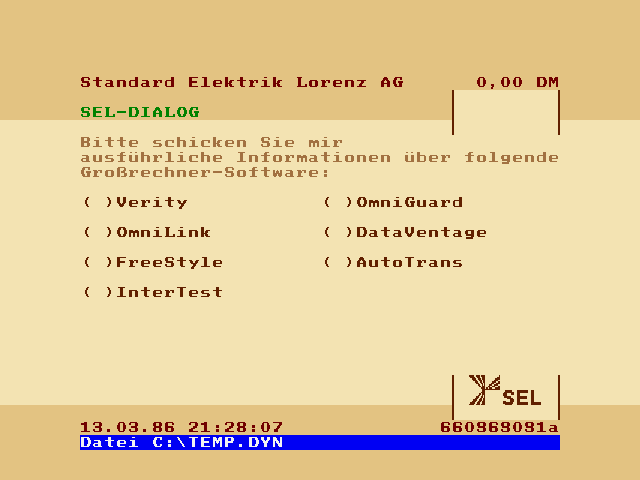 Standard Elektrik Lorenz AG 0,00 DM
SEL-DIALOG
Bitte schicken Sie mir
ausführliche Informationen über folgende
Großrechner-Software:
( )Verity ( )OmniGuard
( )OmniLink ( )DataVentage
( )FreeStyle ( )AutoTrans
( )InterTest
SEL
13.03.86 21:28:07 660868081a
Datei C:\TEMP.DYN